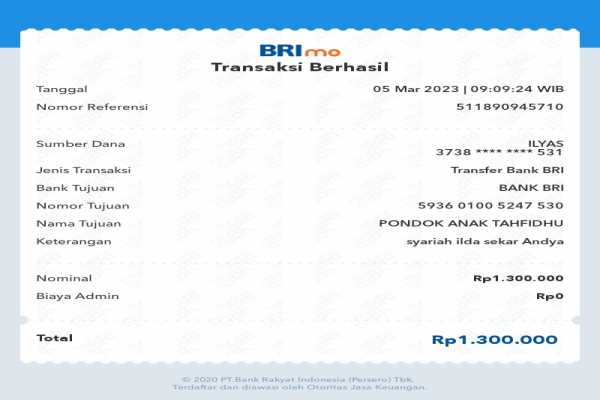 BRImo
Transaksi Berhasil
Tanggal 05 Mar 2023 | 09:09:24 WIB
Nomor Referensi 511890945710
Sumber Dana ILYAS
3738 **** **** 531
Jenis Transaksi Transfer Bank BRI
Bank Tujuan BANK BRI
Nomor Tujuan 5936 0100 5247 530
Nama Tujuan PONDOK ANAK TAHFIDHU
Keterangan syariah ilda sekar Andya
Nominal Rp1.300.000
Biaya Admin Rp0
Total Rp1.300.000
© 2020 PT.Bank Rakyat Indonesia (Persero) Tbk.
Terdaftar dan diawasi oleh Otoritas Jasa Keuangan.